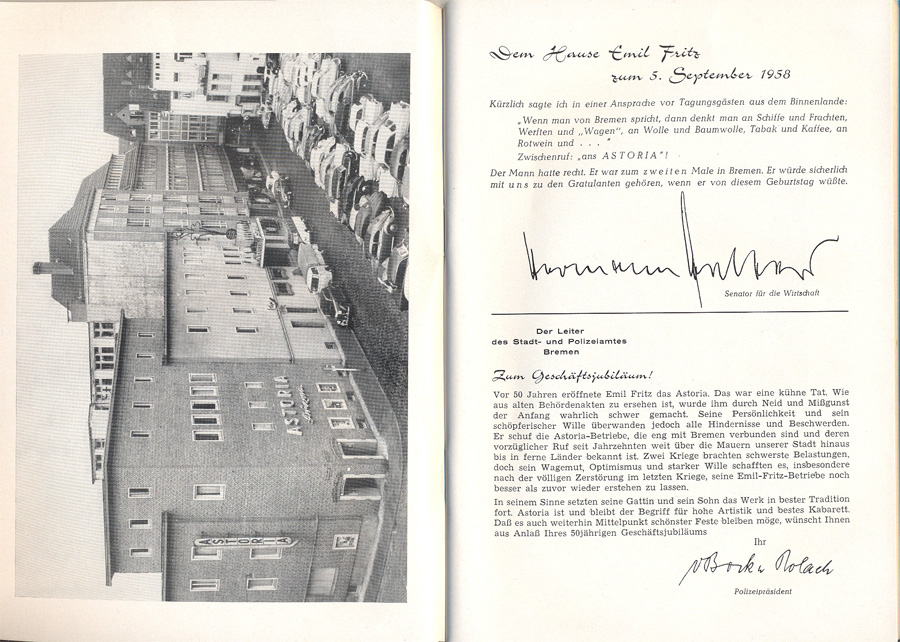 ASTORIA
ASTORIA
Dem Hause Emil Fritz
zum 5. September 1958
Kürzlich sagte ich in einer Ansprache vor Tagungsgästen aus dem Binnenlande:
„Wenn man von Bremen spricht, dann denkt man an Schiffe und Frachten,
Werften und „Wagen“, an Wolle und Baumwolle, Tabak und Kaffee, an
Rotwein und . . . “
Zwischenruf: „ans ASTORIA“!
Der Mann hatte recht. Er war zum zweiten Male in Bremen. Er würde sicherlich
mit uns zu den Gratulanten gehören, wenn er von diesem Geburtstag wüßte.
Hermann
Senator für die Wirtschaft
Der Leiter
des Stadt- und Polizeiamtes
Bremen
Zum Geschäftsjubiläum!
Vor 50 Jahren eröffnete Emil Fritz das Astoria. Das war eine kühne Tat. Wie
aus alten Behördenakten zu ersehen ist, wurde ihm durch Neid und Mißgunst
der Anfang wahrlich schwer gemacht. Seine Persönlichkeit und sein
schöpferischer Wille überwanden jedoch alle Hindernisse und Beschwerden.
Er schuf die Astoria-Betriebe, die eng mit Bremen verbunden sind und deren
vorzüglicher Ruf seit Jahrzehnten weit über die Mauern unserer Stadt hinaus
bis in ferne Länder bekannt ist. Zwei Kriege brachten schwerste Belastungen,
doch sein Wagemut, Optimismus und starker Wille schafften es, insbesondere
nach der völligen Zerstörung im letzten Kriege, seine Emil-Fritz-Betriebe noch
besser als zuvor wieder erstehen zu lassen.
In seinem Sinne setzten seine Gattin und sein Sohn das Werk in bester Tradition
fort. Astoria ist und bleibt der Begriff für hohe Artistik und bestes Kabarett.
Daß es auch weiterhin Mittelpunkt schönster Feste bleiben möge, wünscht Ihnen
aus Anlaß Ihres 50jährigen Geschäftsjubiläums
Ihr
v Bock u Polach
Polizeipräsident